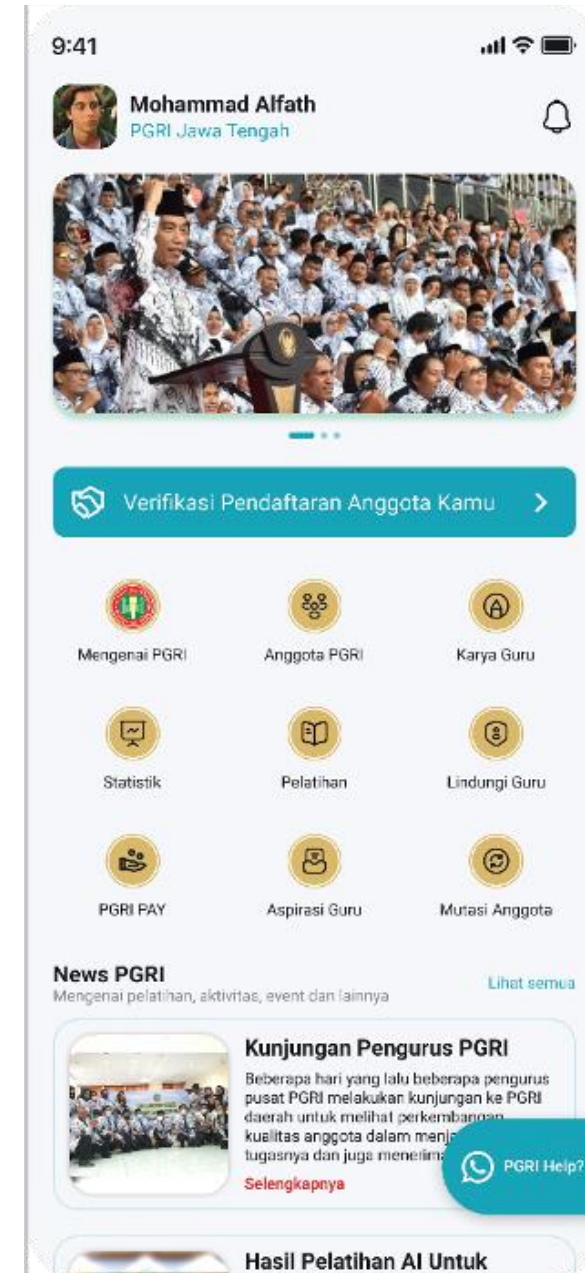 9:41
Mohammad Alfath
PGRI Jawa Tengah
Verifikasi Pendaftaran Anggota Kamu
Mengenai PGRI
Anggota PGRI
Karya Guru
Statistik
Pelatihan
Lindungi Guru
PGRI PAY
Aspirasi Guru
Mutasi Anggota
News PGRI
Lihat semua
Mengenai pelatihan, aktivitas, event dan lainnya
Kunjungan Pengurus PGRI
Beberapa hari yang lalu beberapa pengurus
pusat PGRI melakukan kunjungan ke PGRI
daerah untuk melihat perkembangan
kualitas anggota dalam menja
tugasnya dan juga menerima
Selengkapnya
PGRI Help?
Hasil Pelatihan AI Untuk